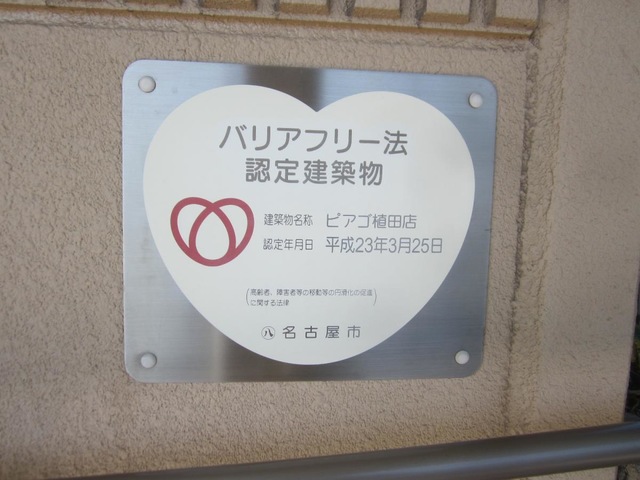 バリアフリー法
認定建築物
建築物名称 ピアゴ植田店
認定年月日 平成23年3月25日
(高齢者、障害者等の移動等の円滑化の促進
に関する法律)
八 名古屋市